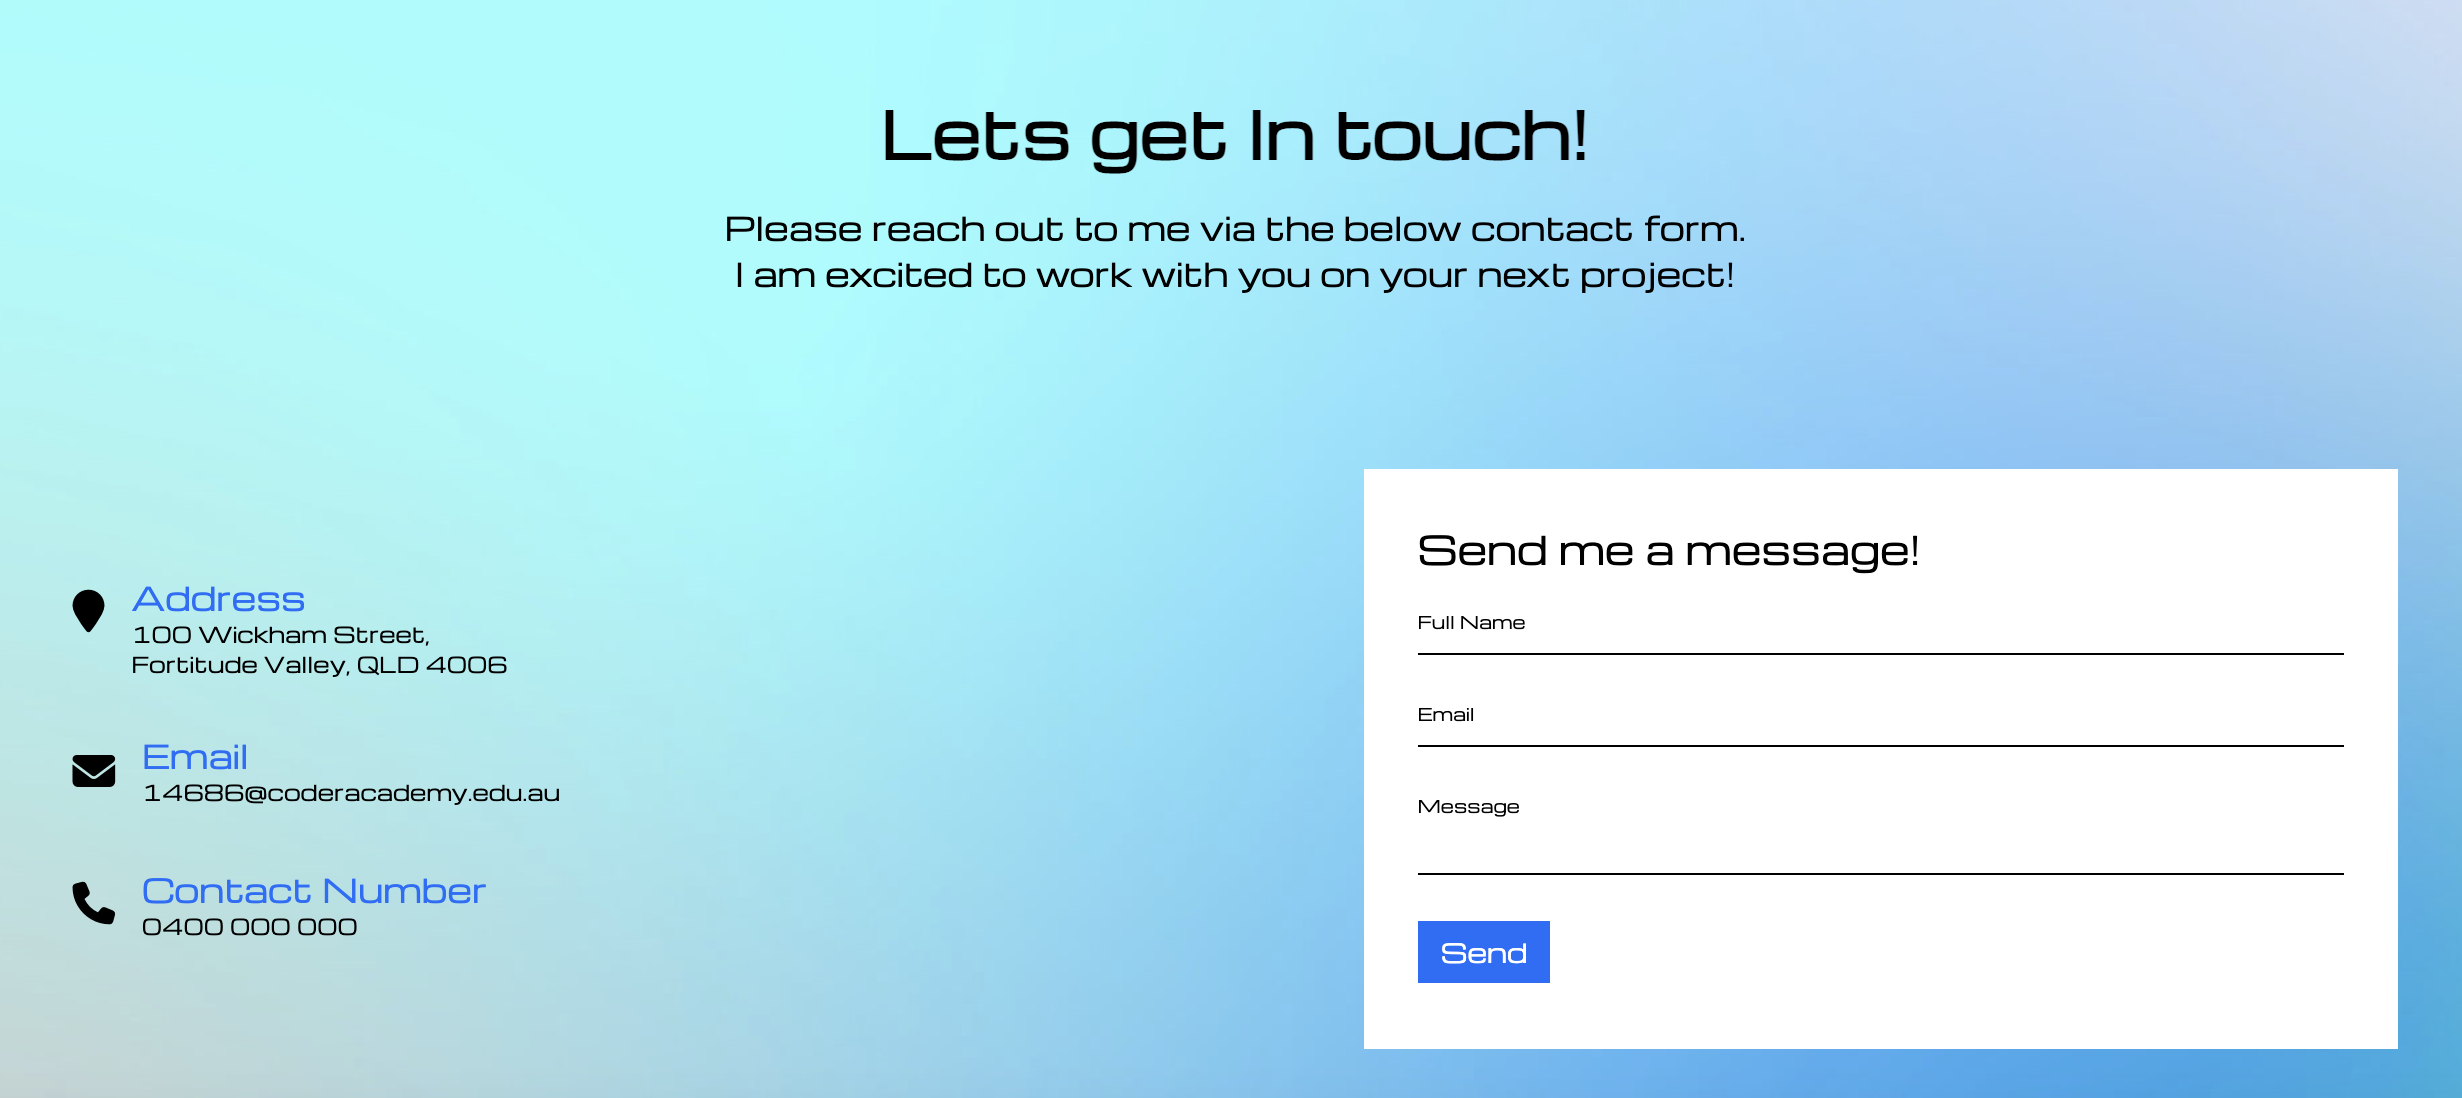 Lets get In touch!
Please reach out to me via the below contact form.
I am excited to work with you on your next project!
Address
100 Wickham Street,
Fortitude Valley, QLD 4006
Email
14686@coderacademy.edu.au
Contact Number
0400 000 000
Send me a message!
Full Name
Email
Message
Send